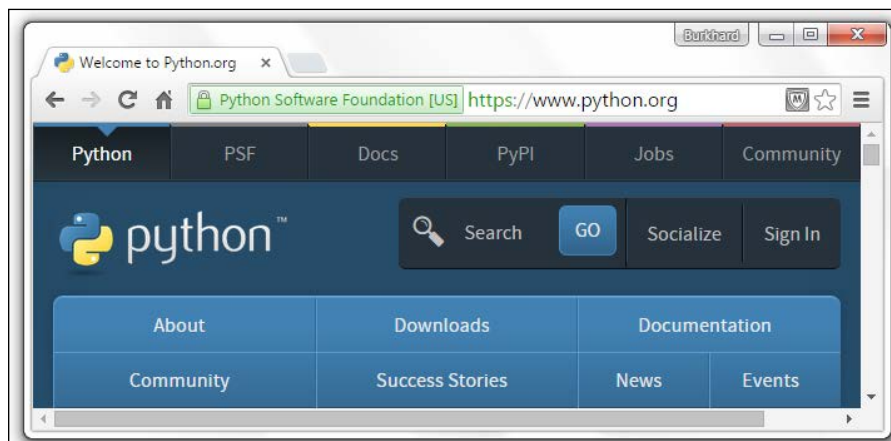 Burkhard
Welcome to Python.org
Python Software Foundation [US] https://www.python.org
Python PSF Docs PyPI Jobs Community
python™ Search GO Socialize Sign In
About Downloads Documentation
Community Success Stories News Events